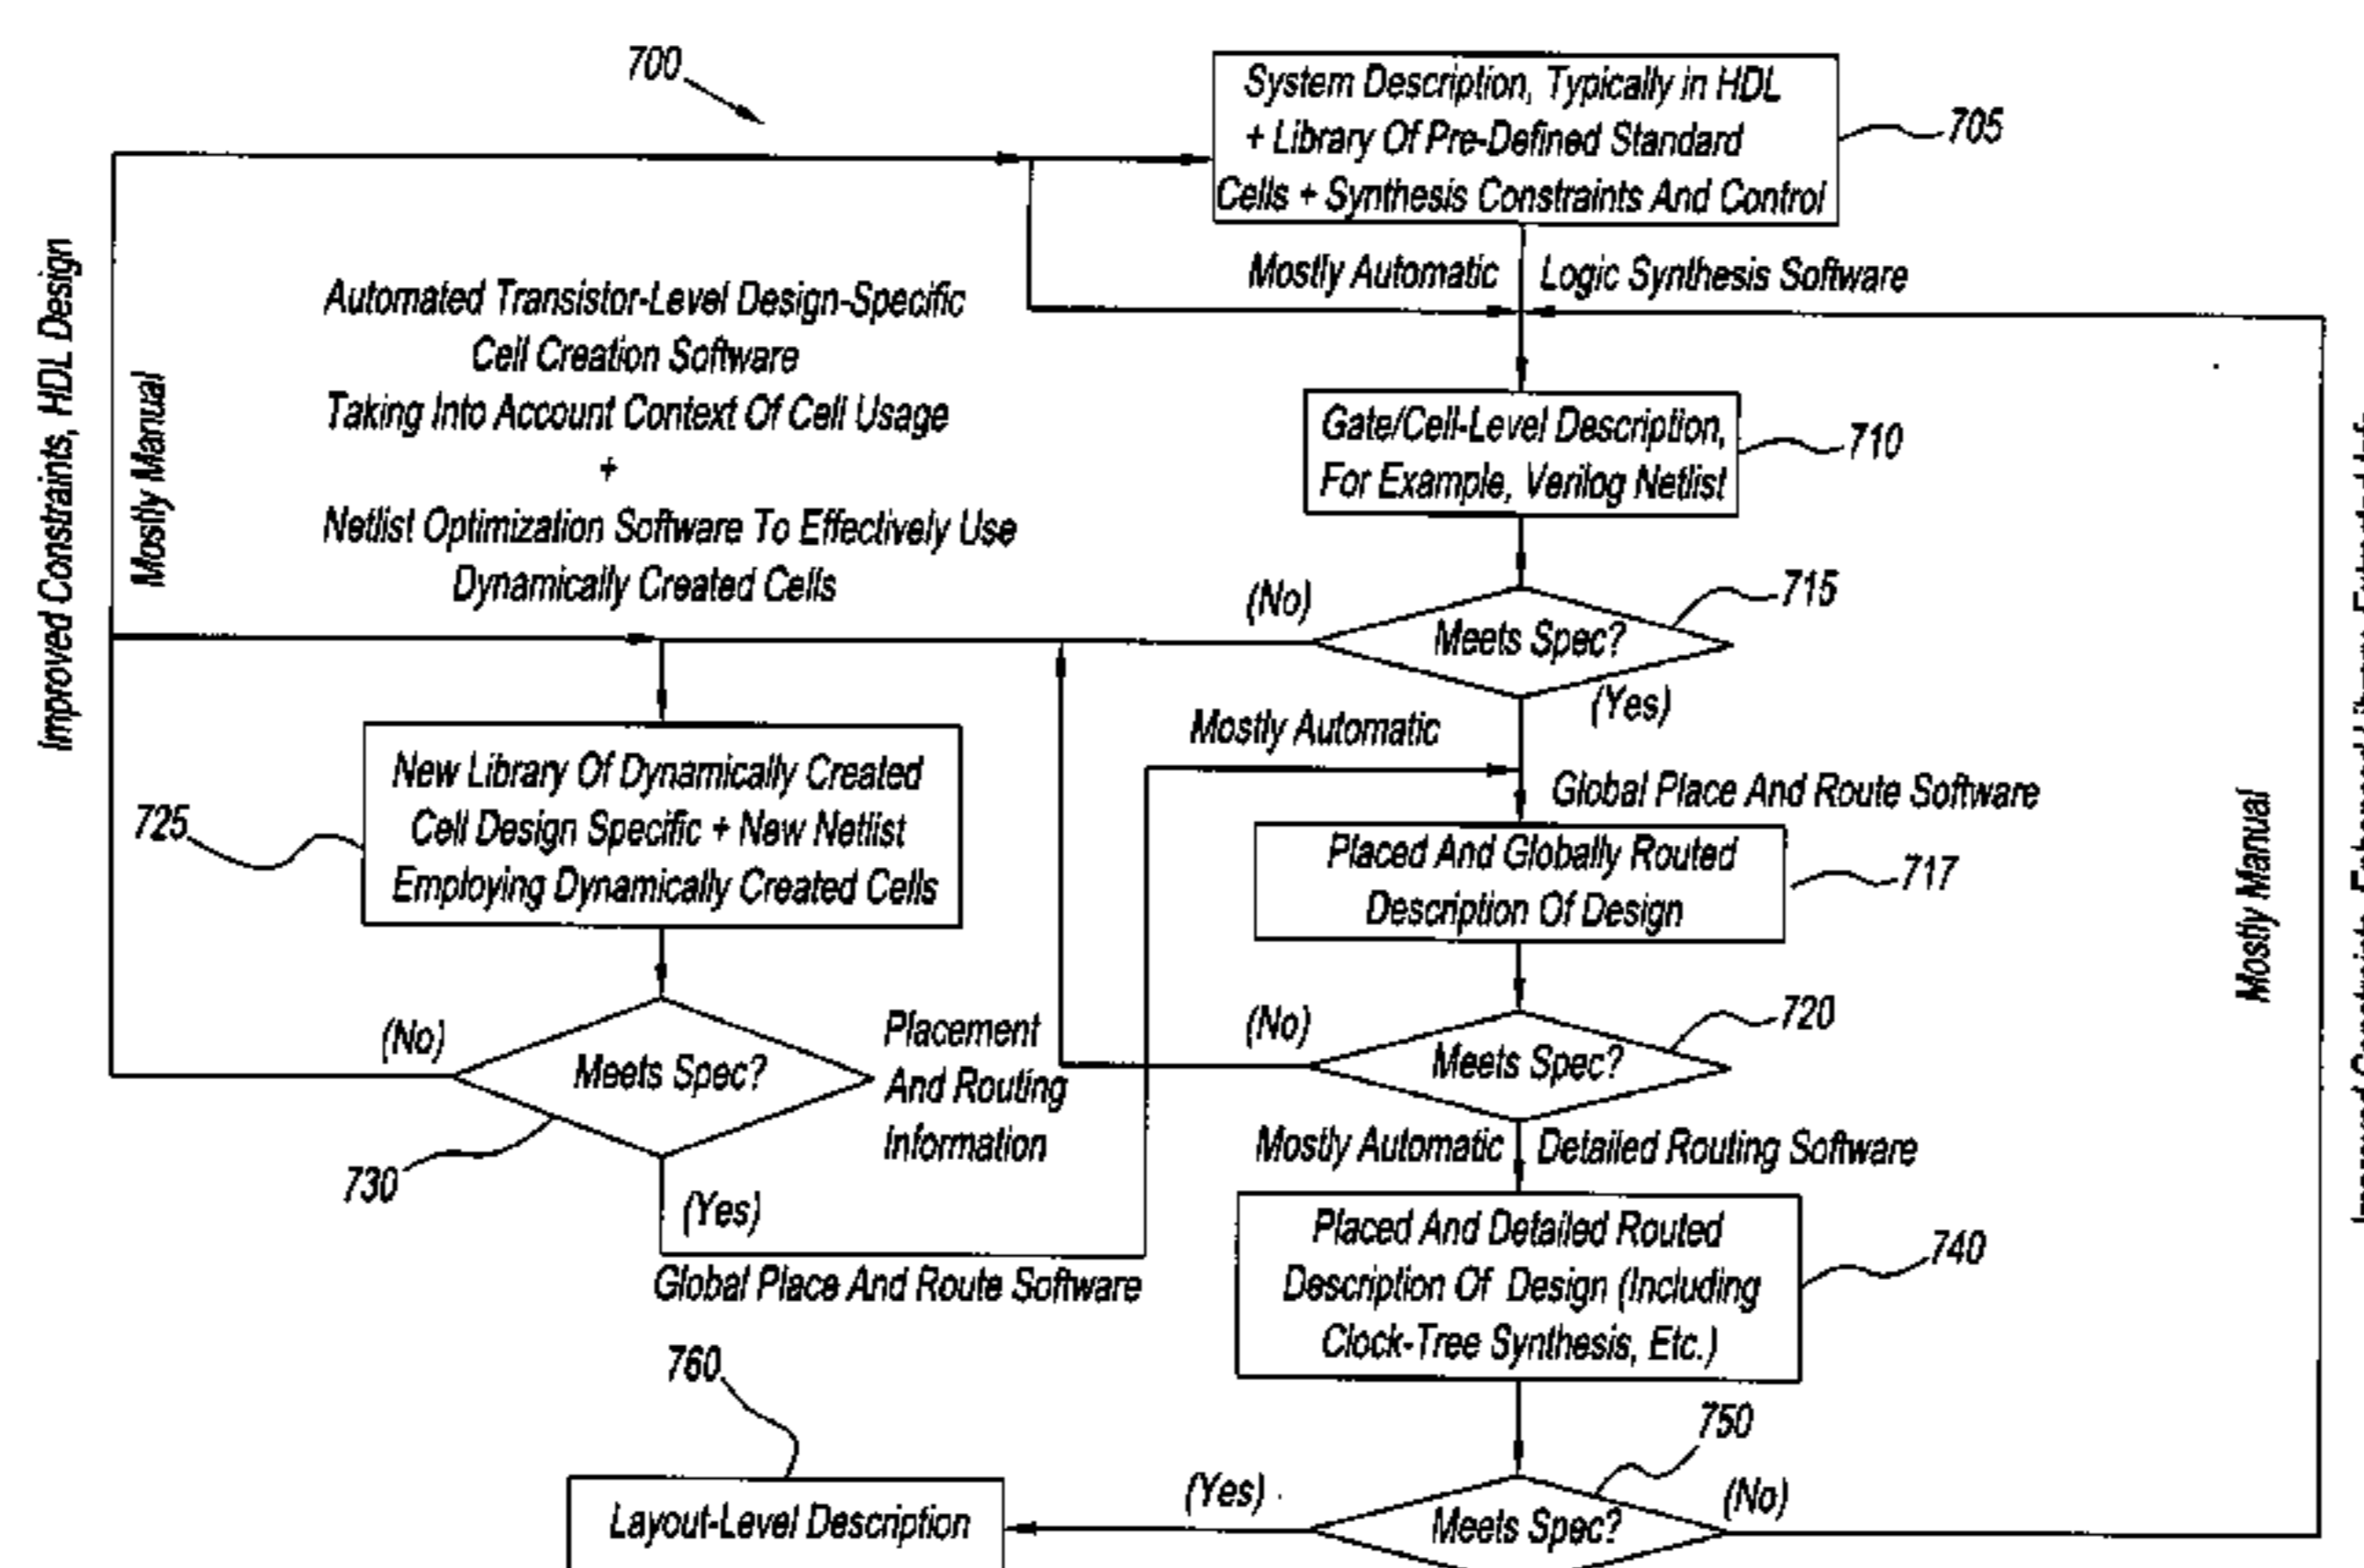 700
System Description, Typically in HDL
+ Library Of Pre-Defined Standard
Cells + Synthesis Constraints And Control
705
Mostly Automatic
Logic Synthesis Software
Improved Constraints, HDL Design
Mostly Manual
Automated Transistor-Level Design-Specific
Cell Creation Software
Taking Into Account Context Of Cell Usage
+
Netlist Optimization Software To Effectively Use
Dynamically Created Cells
Gate/Cell-Level Description,
For Example, Verilog Netlist
710
(No)
Meets Spec?
715
(Yes)
Mostly Automatic
Global Place And Route Software
New Library Of Dynamically Created
Cell Design Specific + New Netlist
Employing Dynamically Created Cells
725
Placed And Globally Routed
Description Of Design
717
Mostly Manual
(No)
Meets Spec?
730
Placement
And Routing
Information
(Yes)
Global Place And Route Software
(No)
Meets Spec?
720
Mostly Automatic
Detailed Routing Software
Placed And Detailed Routed
Description Of Design (Including
Clock-Tree Synthesis, Etc.)
740
760
Layout-Level Description
(Yes)
Meets Spec?
750
(No)